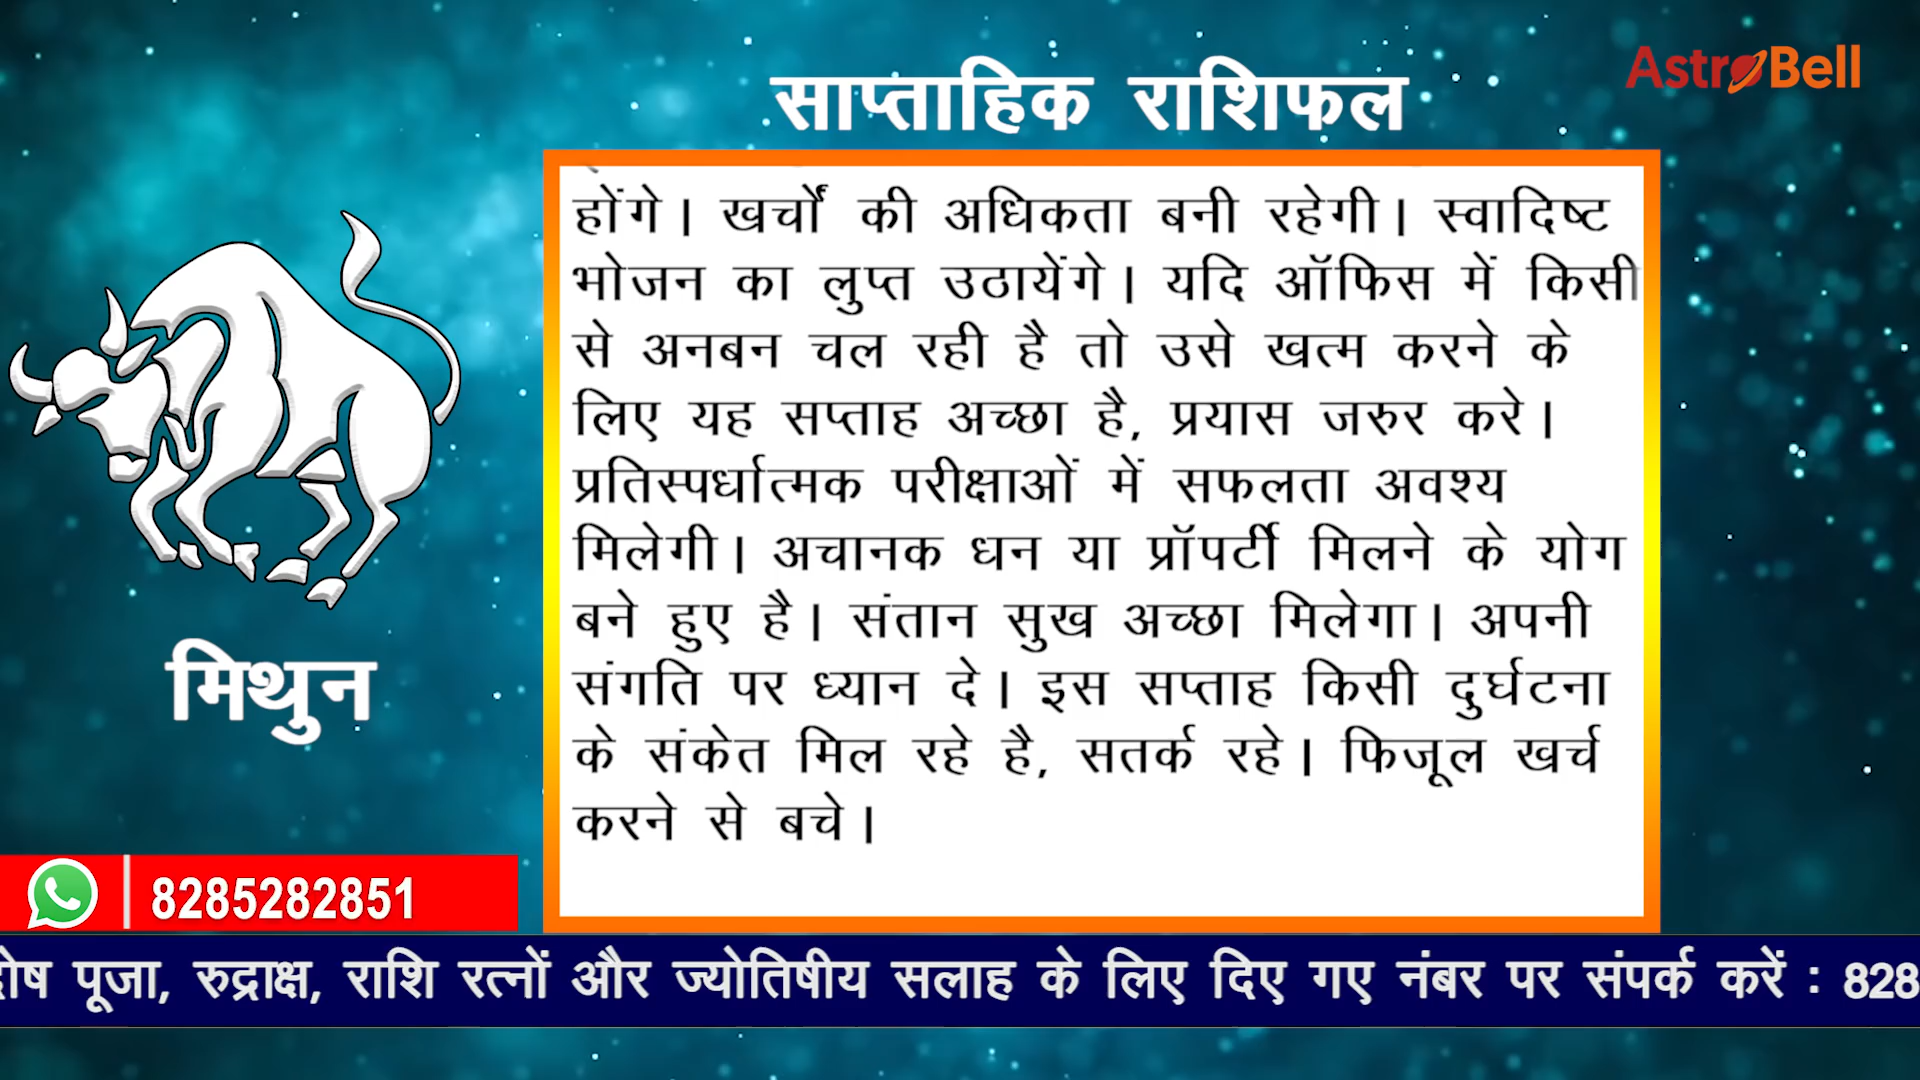 साप्ताहिक राशिफल
AstroBell
होंगे। खर्चों की अधिकता बनी रहेगी। स्वादिष्ट
भोजन का लुप्त उठायेंगे। यदि ऑफिस में किसी
से अनबन चल रही है तो उसे खत्म करने के
लिए यह सप्ताह अच्छा है, प्रयास जरुर करे।
प्रतिस्पर्धात्मक परीक्षाओं में सफलता अवश्य
मिलेगी। अचानक धन या प्रॉपर्टी मिलने के योग
बने हुए है। संतान सुख अच्छा मिलेगा। अपनी
संगति पर ध्यान दे। इस सप्ताह किसी दुर्घटना
के संकेत मिल रहे है, सतर्क रहे। फिजूल खर्च
करने से बचे।
मिथुन
8285282851
पूजा, रुद्राक्ष, राशि रत्नों और ज्योतिषीय सलाह के लिए दिए गए नंबर पर संपर्क करें : 828